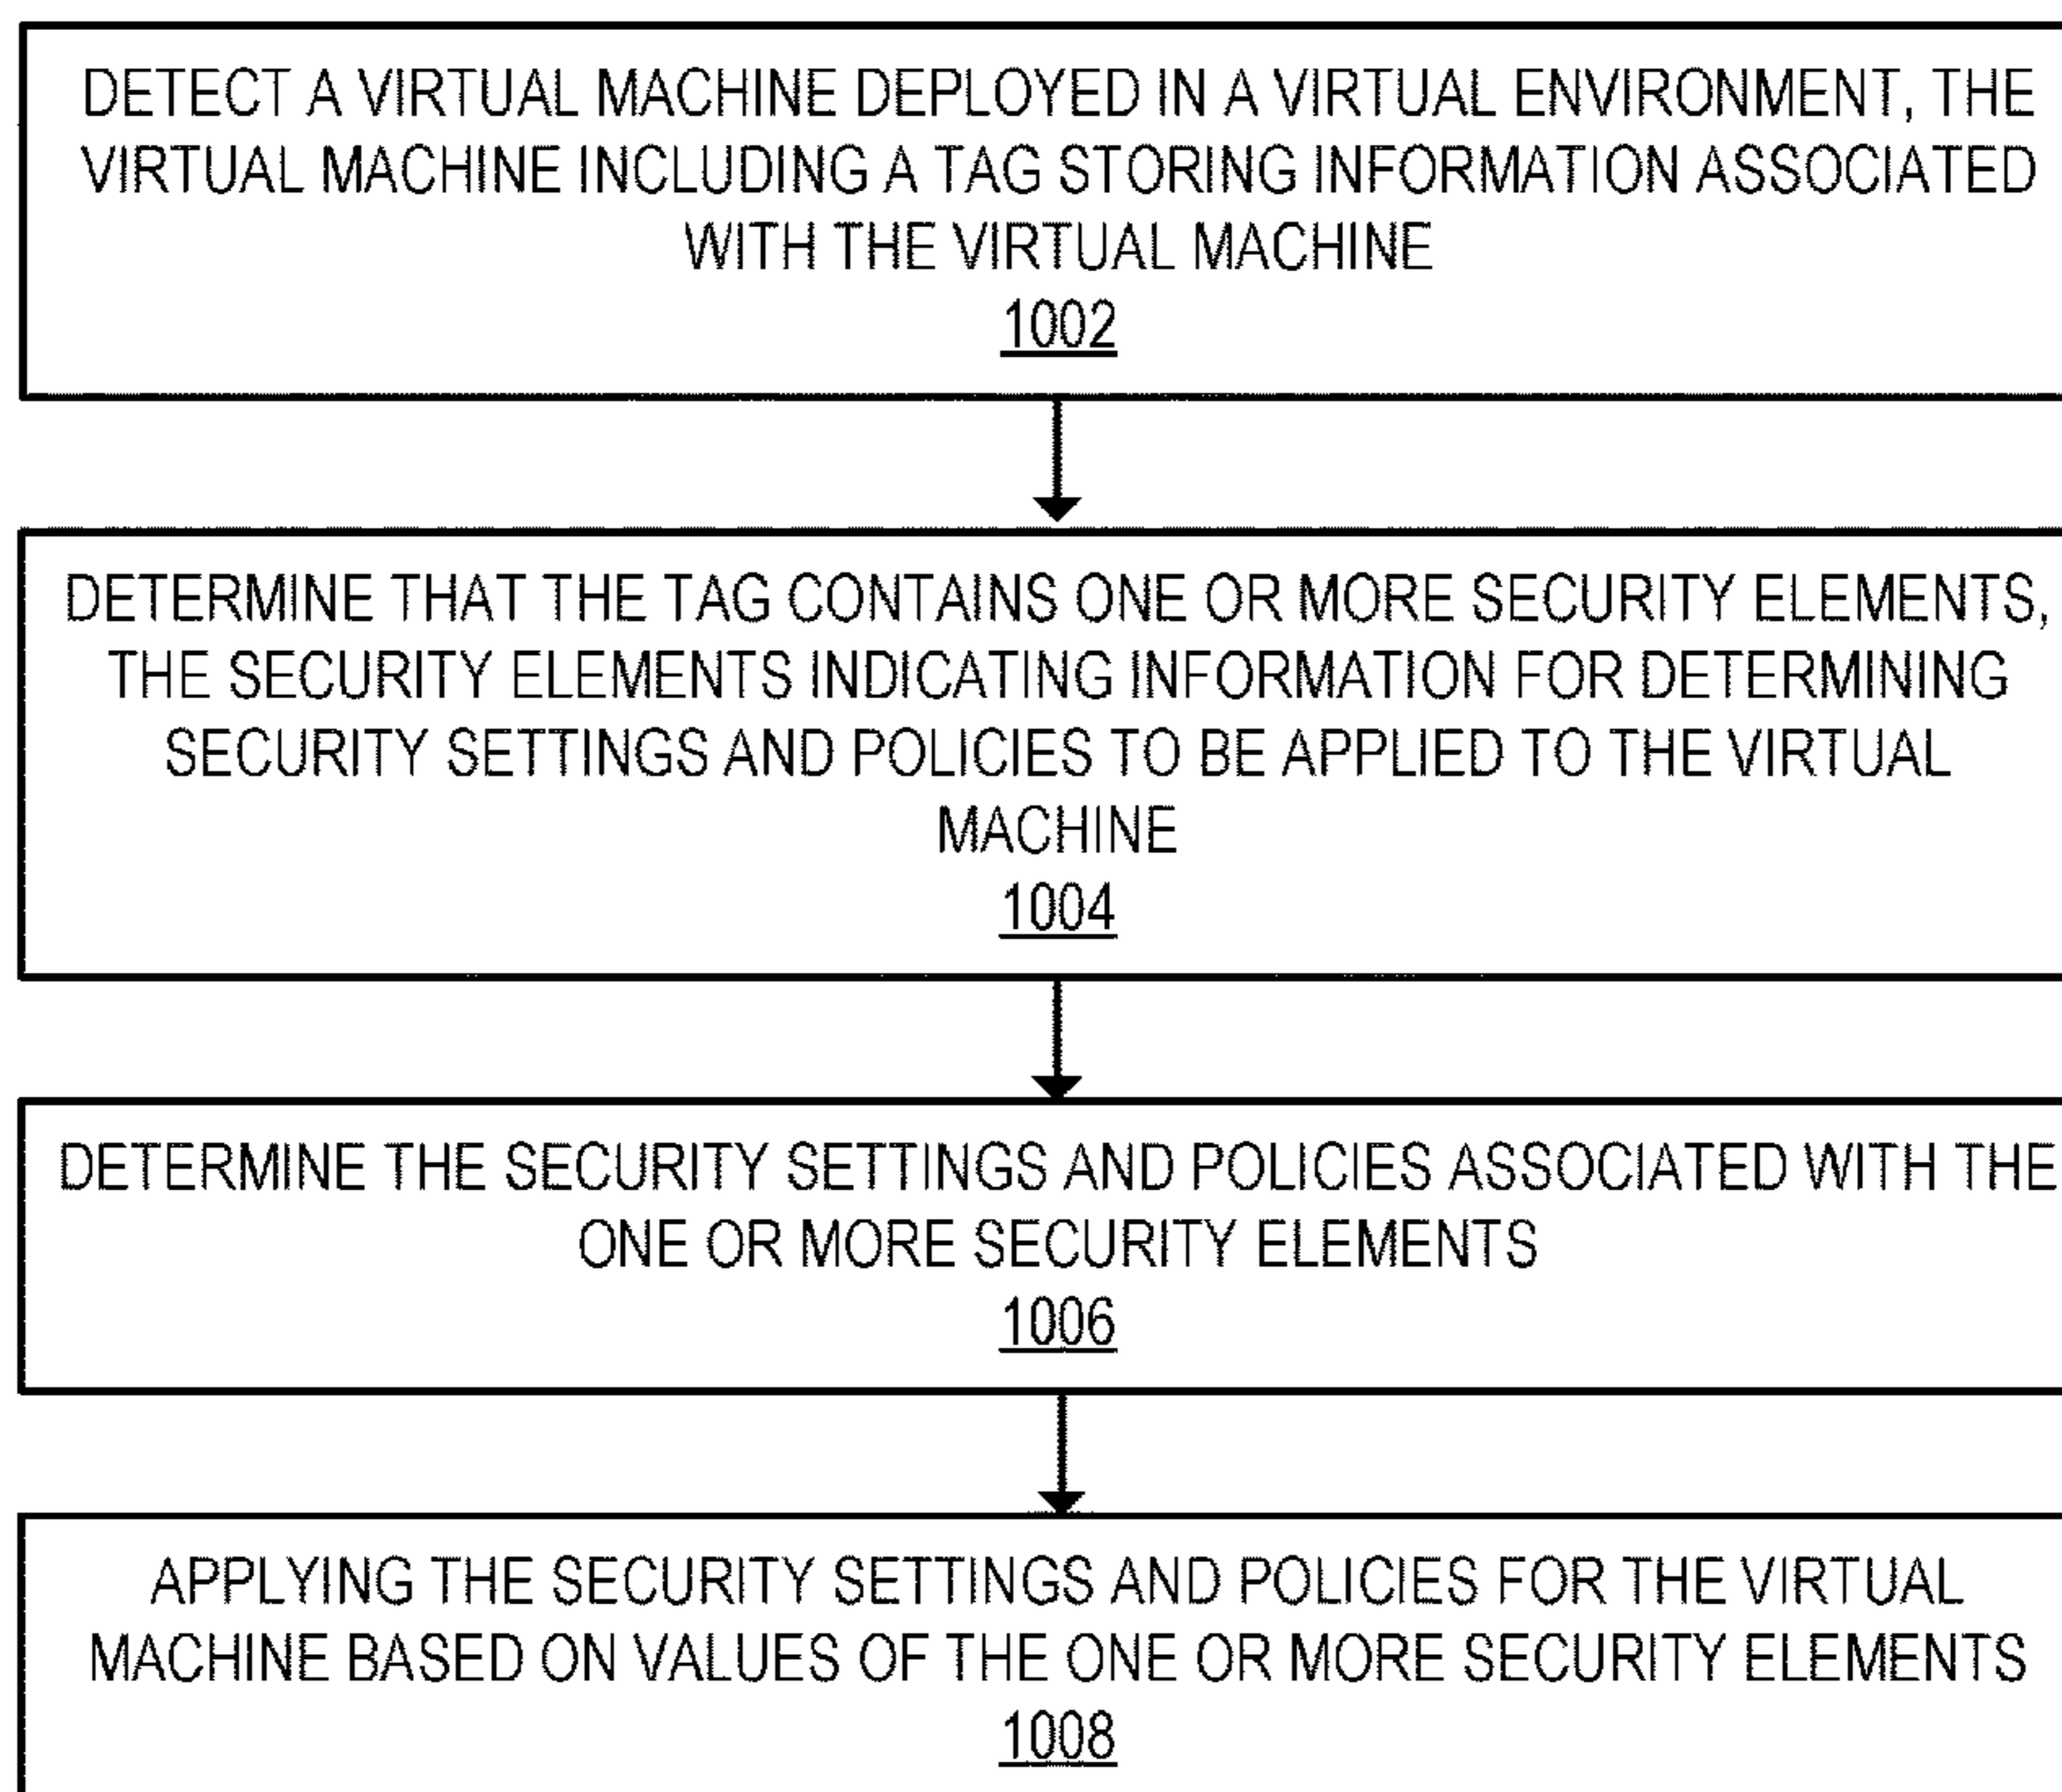 DETECT A VIRTUAL MACHINE DEPLOYED IN A VIRTUAL ENVIRONMENT, THE
VIRTUAL MACHINE INCLUDING A TAG STORING INFORMATION ASSOCIATED
WITH THE VIRTUAL MACHINE
1002
DETERMINE THAT THE TAG CONTAINS ONE OR MORE SECURITY ELEMENTS,
THE SECURITY ELEMENTS INDICATING INFORMATION FOR DETERMINING
SECURITY SETTINGS AND POLICIES TO BE APPLIED TO THE VIRTUAL
MACHINE
1004
DETERMINE THE SECURITY SETTINGS AND POLICIES ASSOCIATED WITH THE
ONE OR MORE SECURITY ELEMENTS
1006
APPLYING THE SECURITY SETTINGS AND POLICIES FOR THE VIRTUAL
MACHINE BASED ON VALUES OF THE ONE OR MORE SECURITY ELEMENTS
1008